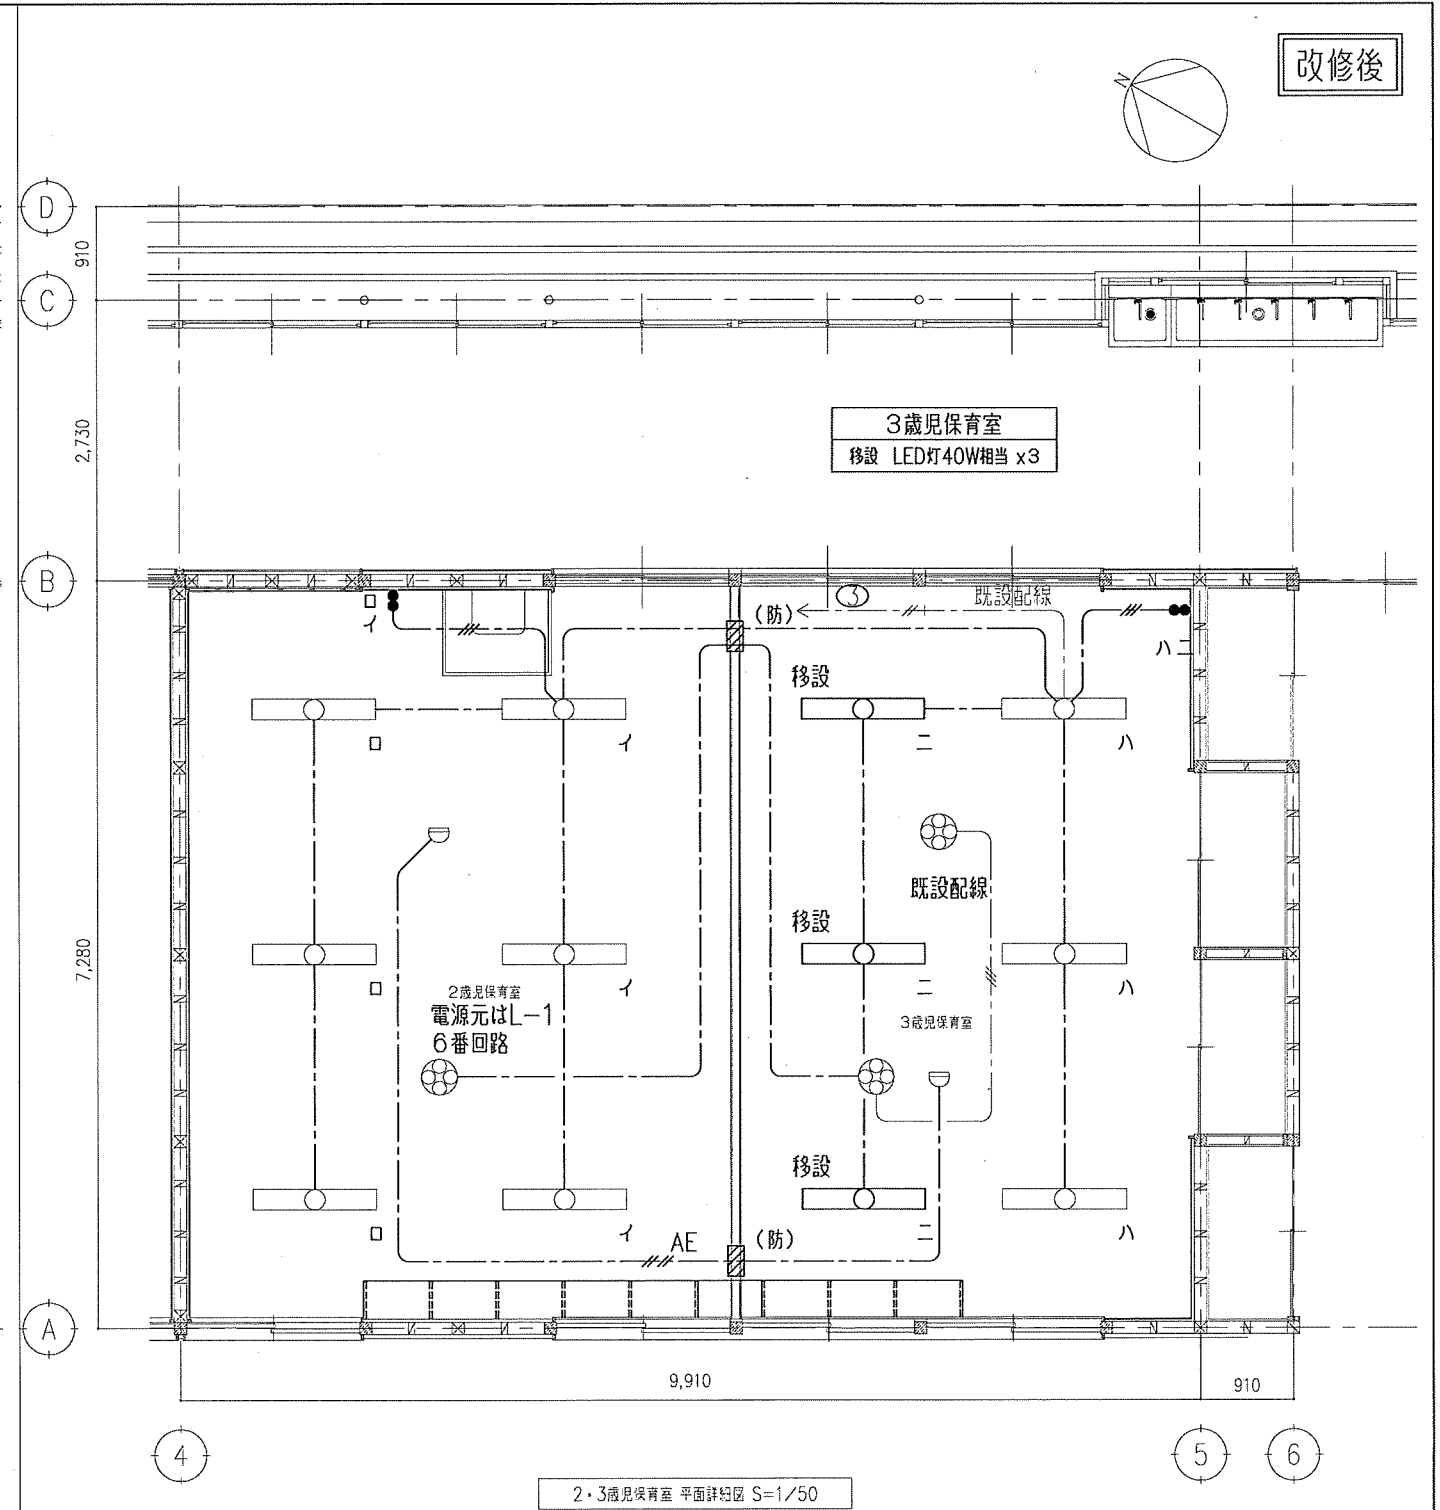 改修後
N
D
910
C
2,730
3歳児保育室
移設 LED灯40W相当 x3
B
ロ
イ
(防)
3
既設配線
ハニ
移設
ロ
イ
ニ
ハ
既設配線
移設
7,280
ロ
イ
ニ
ハ
2歳児保育室
電源元はL-1
6番回路
3歳児保育室
移設
ロ
イ
ニ
ハ
AE
(防)
A
9,910
910
4
5
6
2・3歳児保育室 平面詳細図 S=1/50